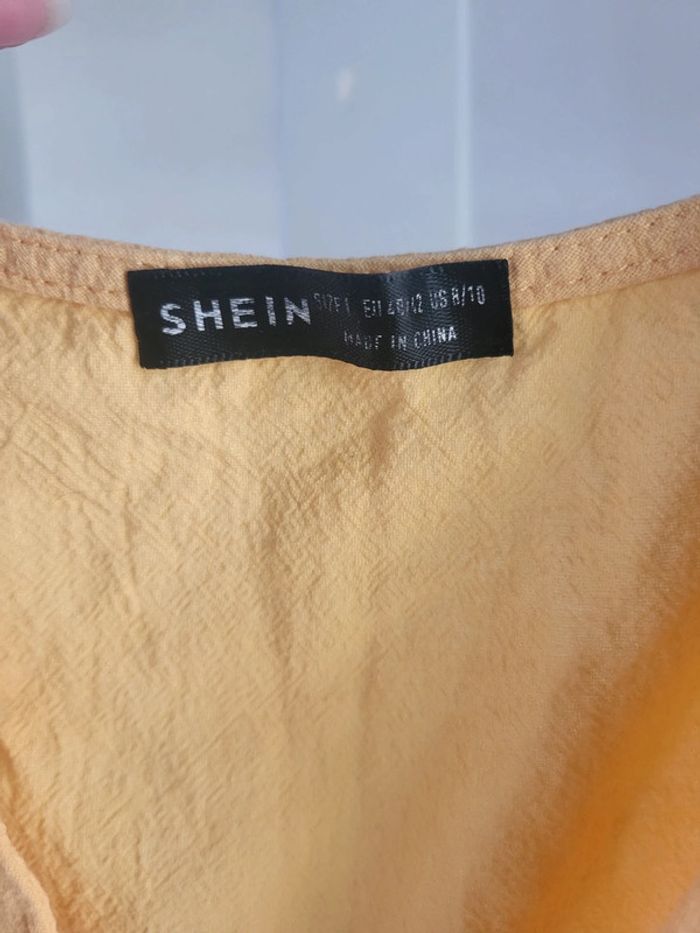 SHEIN
SIZE L EU 40/42 US 8/10
MADE IN CHINA